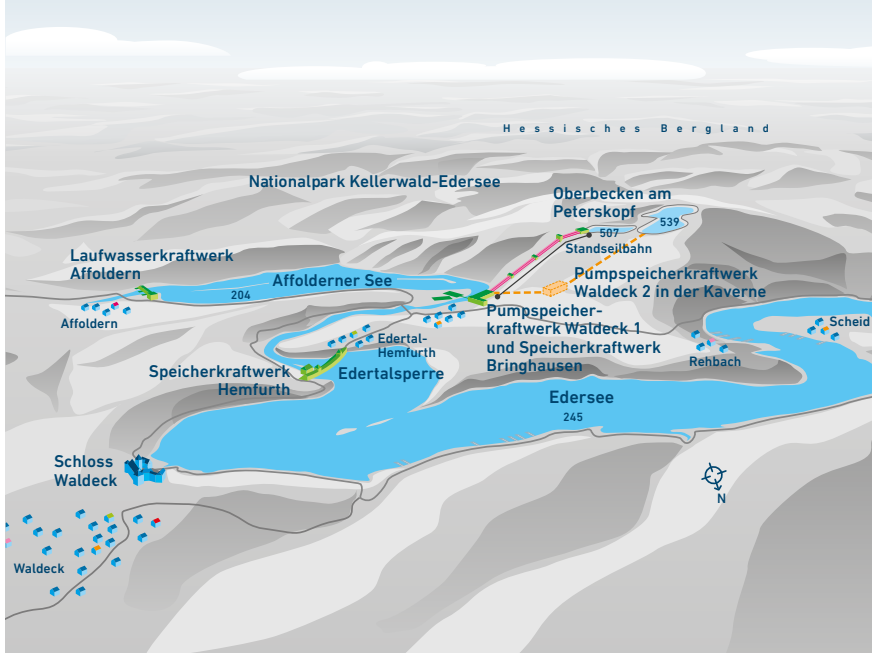 Hessisches Bergland
Nationalpark Kellerwald-Edersee
Oberbecken am
Peterskopf
539
507
Standseilbahn
Laufwasserkraftwerk
Affoldern
Affolderner See
204
Pumpspeicherkraftwerk
Waldeck 2 in der Kaverne
Affoldern
Pumpspeicher-
kraftwerk Waldeck 1
und Speicherkraftwerk
Bringhausen
Scheid
Edertal-
Hemfurth
Rehbach
Speicherkraftwerk
Hemfurth
Edertalsperre
Edersee
245
Schloss
Waldeck
N
Waldeck